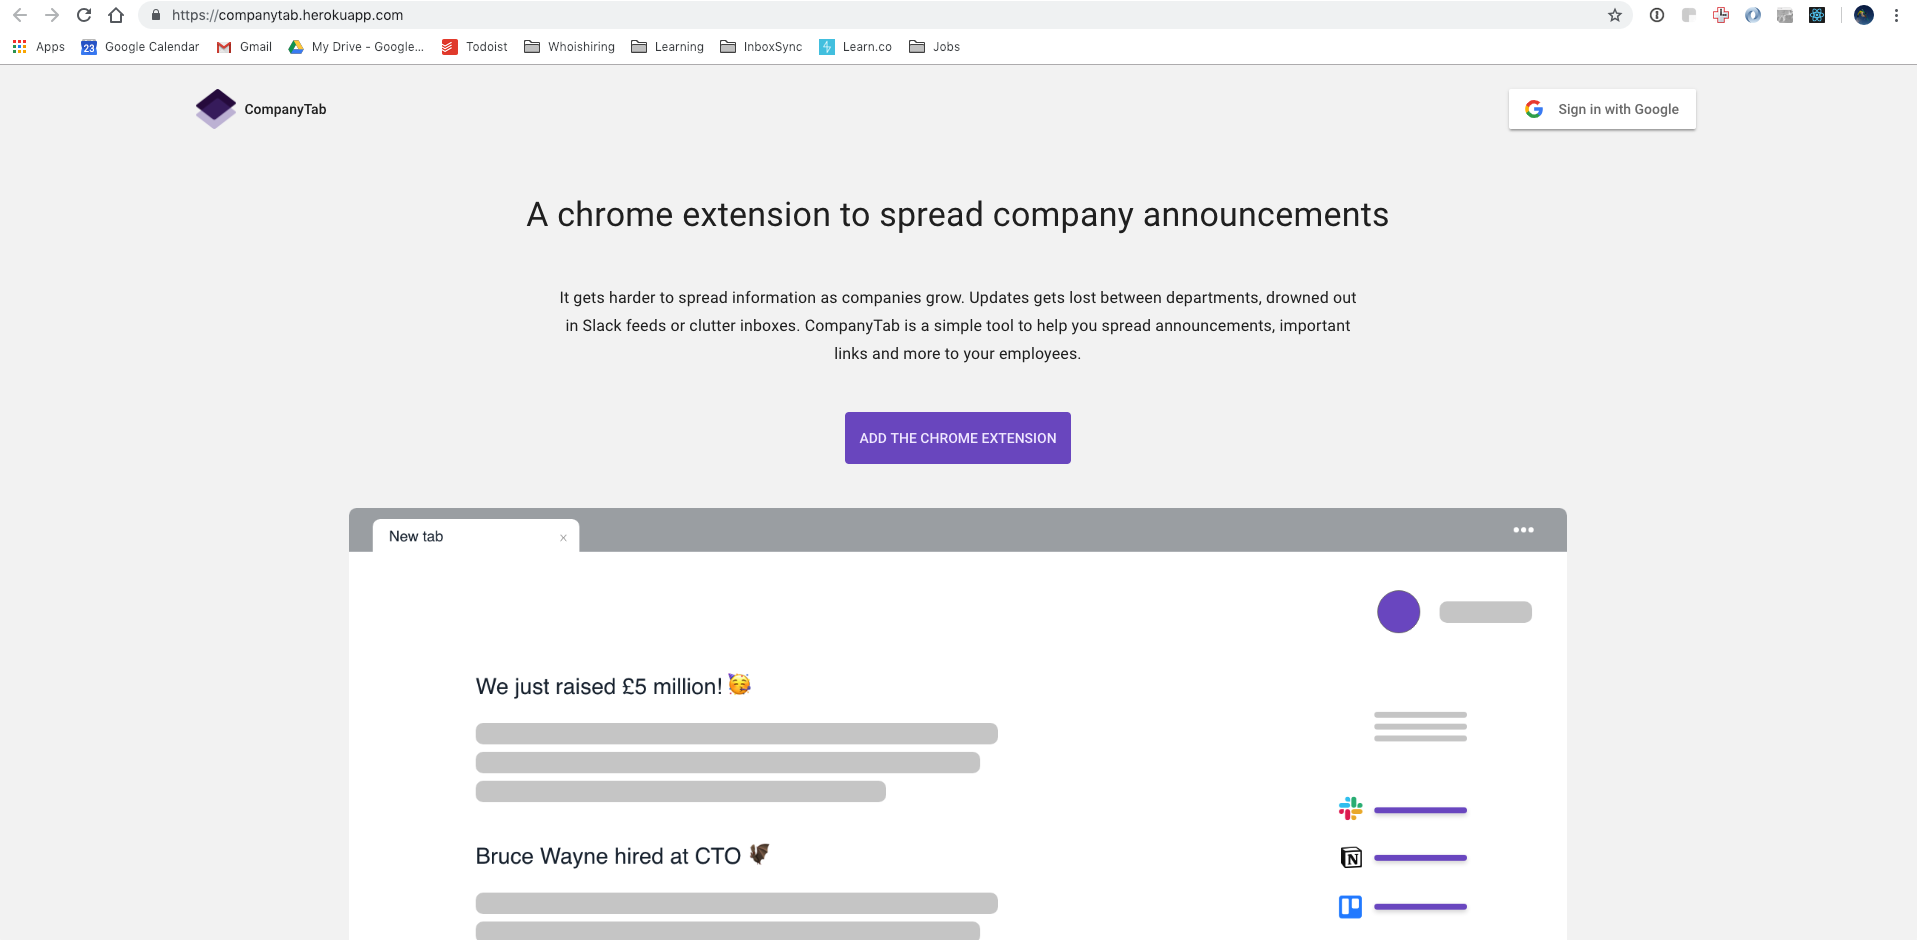 https://companytab.herokuapp.com
Apps 23 Google Calendar Gmail My Drive - Google... Todoist Whoishiring Learning InboxSync Learn.co Jobs
CompanyTab
Sign in with Google
A chrome extension to spread company announcements
It gets harder to spread information as companies grow. Updates gets lost between departments, drowned out
in Slack feeds or clutter inboxes. CompanyTab is a simple tool to help you spread announcements, important
links and more to your employees.
ADD THE CHROME EXTENSION
New tab x
We just raised £5 million! 🥳
Bruce Wayne hired at CTO 🦇
N